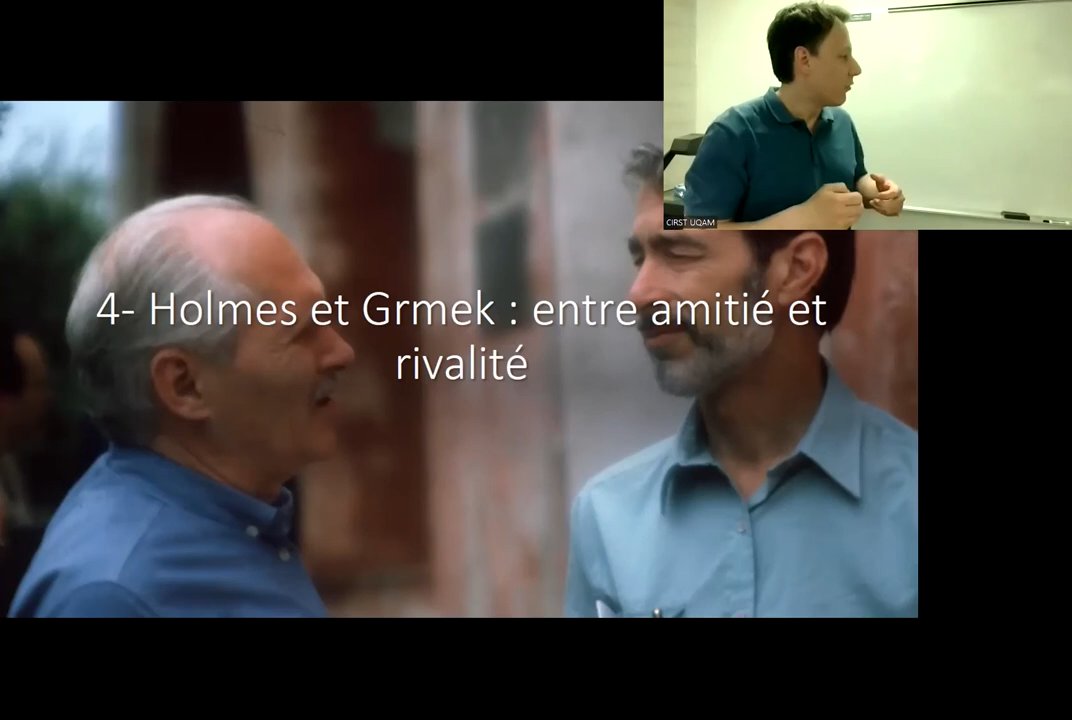 CIRST UQAM
4- Holmes et Grmek : entre amitié et
rivalité